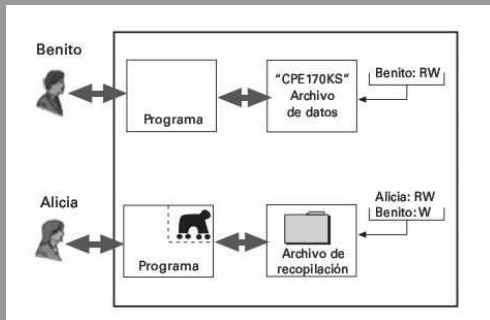 Benito
Programa
"CPE170KS"
Archivo
de datos
Benito: RW
Alicia
Programa
Archivo de
recopilación
Alicia: RW
Benito: W